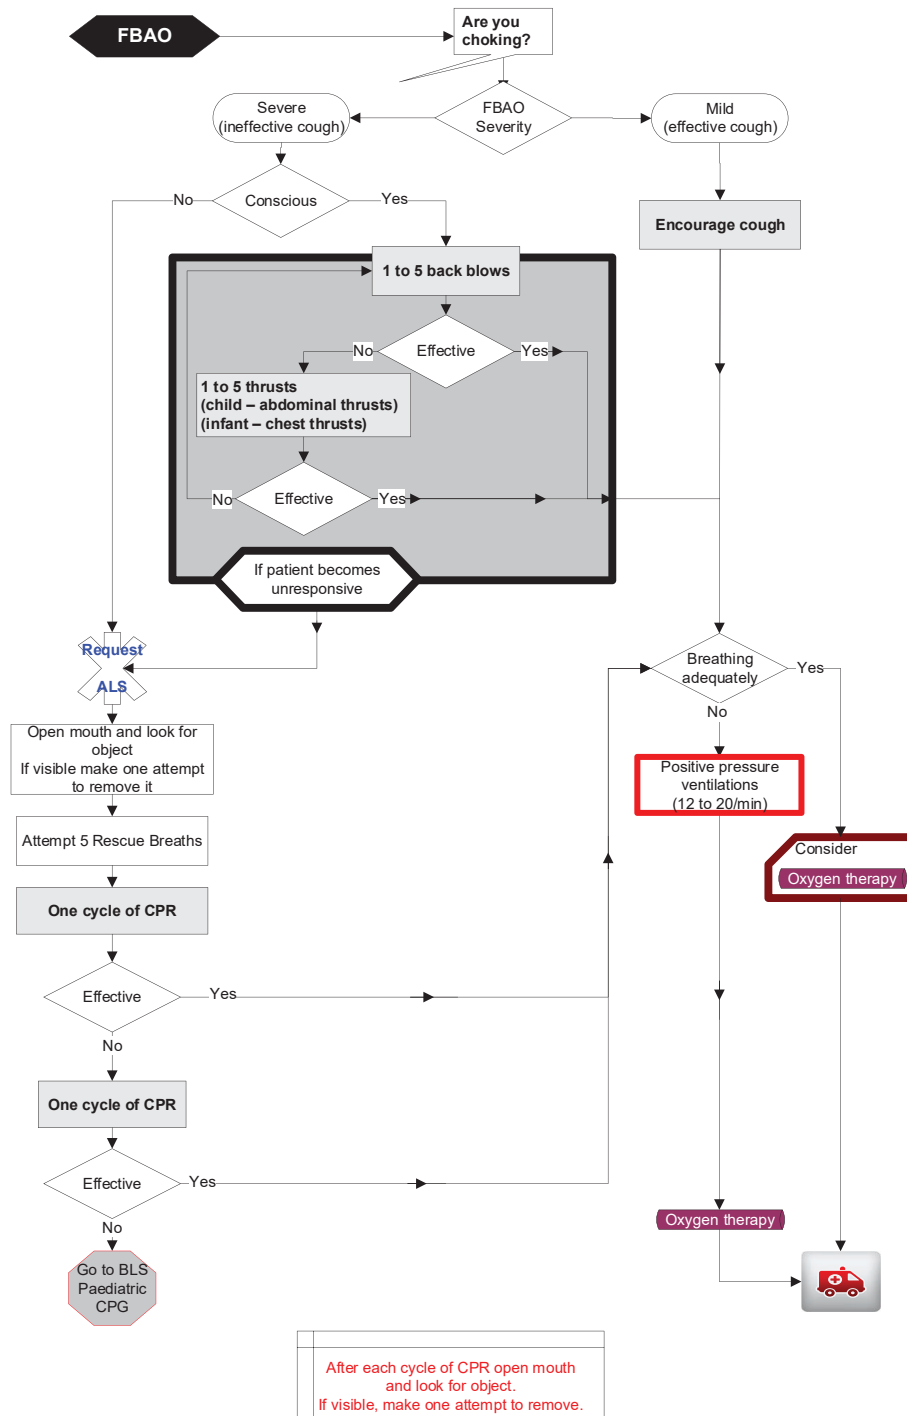 FBAO
Are you
choking?
Severe
(ineffective cough)
FBAO
Severity
Mild
(effective cough)
No
Conscious
Yes
Encourage cough
1 to 5 back blows
No
Effective
Yes
1 to 5 thrusts
(child – abdominal thrusts)
(infant – chest thrusts)
No
Effective
Yes
If patient becomes
unresponsive
Request
ALS
Breathing
adequately
Yes
No
Open mouth and look for
object
If visible make one attempt
to remove it
Positive pressure
ventilations
(12 to 20/min)
Attempt 5 Rescue Breaths
Consider
Oxygen therapy
One cycle of CPR
Effective
Yes
No
One cycle of CPR
Effective
Yes
No
Oxygen therapy
Go to BLS
Paediatric
CPG
After each cycle of CPR open mouth
and look for object.
If visible, make one attempt to remove.